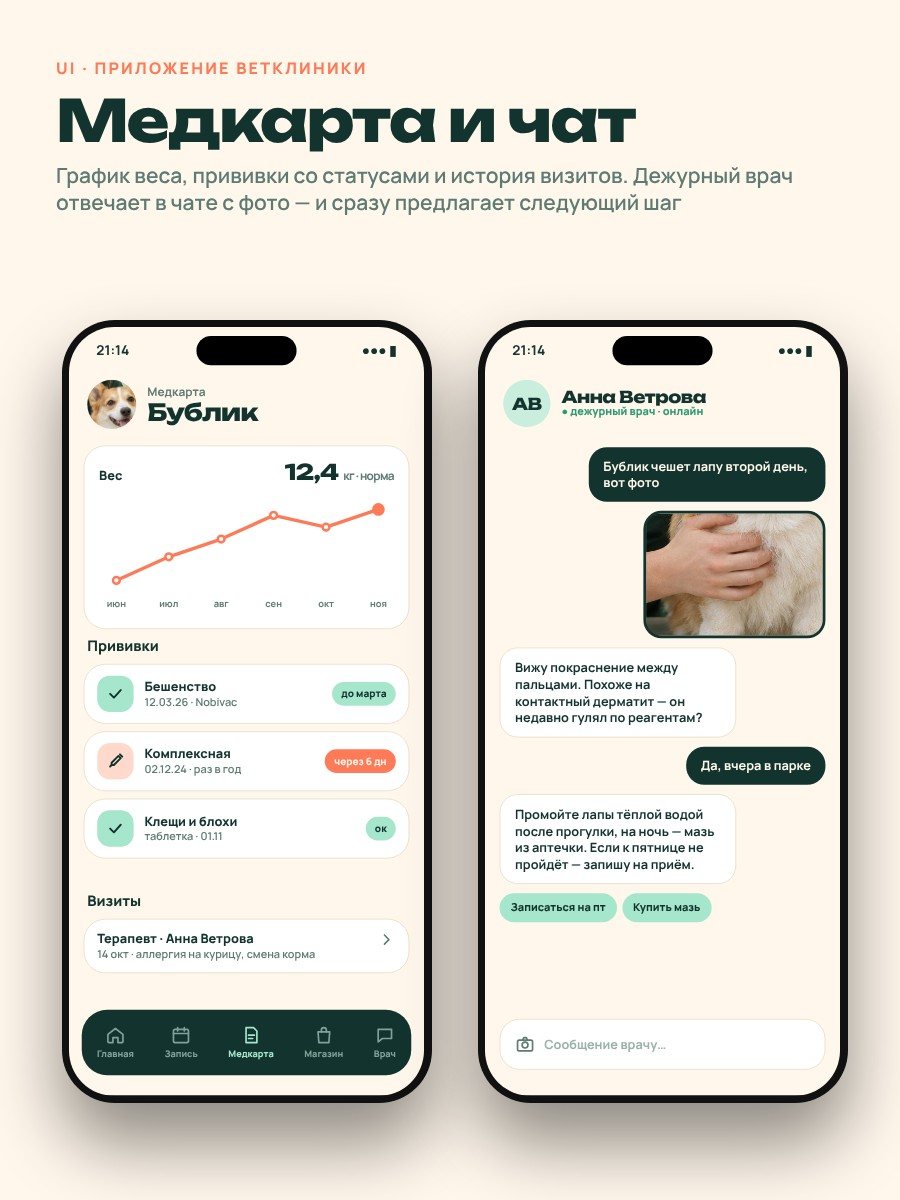 UI · ПРИЛОЖЕНИЕ ВЕТКЛИНИКИ
Медкарта и чат
График веса, прививки со статусами и история визитов. Дежурный врач
отвечает в чате с фото — и сразу предлагает следующий шаг
21:14
Медкарта
Бублик
Вес
12,4 кг · норма
июн июл авг сен окт ноя
Прививки
Бешенство
12.03.26 · Nobivac
до марта
Комплексная
02.12.24 · раз в год
через 6 дн
Клещи и блохи
таблетка · 01.11
ок
Визиты
Терапевт · Анна Ветрова
14 окт · аллергия на курицу, смена корма
Главная Запись Медкарта Магазин Врач
21:14
АВ
Анна Ветрова
● дежурный врач · онлайн
Бублик чешет лапу второй день,
вот фото
Вижу покраснение между
пальцами. Похоже на
контактный дерматит — он
недавно гулял по реагентам?
Да, вчера в парке
Промойте лапы тёплой водой
после прогулки, на ночь — мазь
из аптечки. Если к пятнице не
пройдёт — запишу на приём.
Записаться на пт Купить мазь
Сообщение врачу…